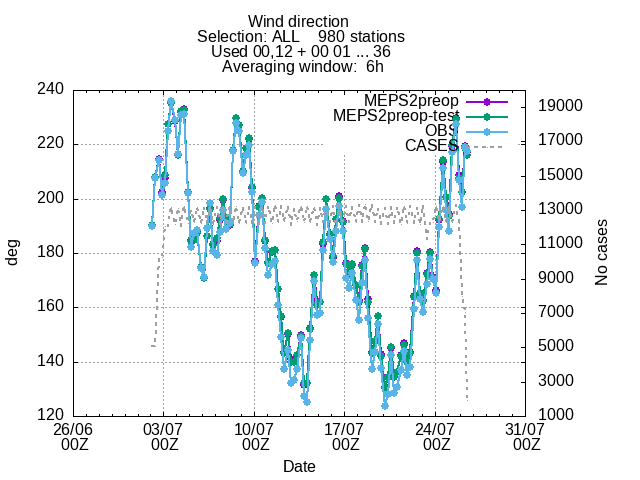 Wind direction
Selection: ALL 980 stations
Used 00,12 + 00 01 ... 36
Averaging window: 6h
MEPS2preop
MEPS2preop-test
OBS
CASES
240
220
200
180
160
140
120
deg
19000
17000
15000
13000
11000
9000
7000
5000
3000
1000
No cases
26/06 03/07 10/07 17/07 24/07 31/07
00Z 00Z 00Z 00Z 00Z 00Z
Date